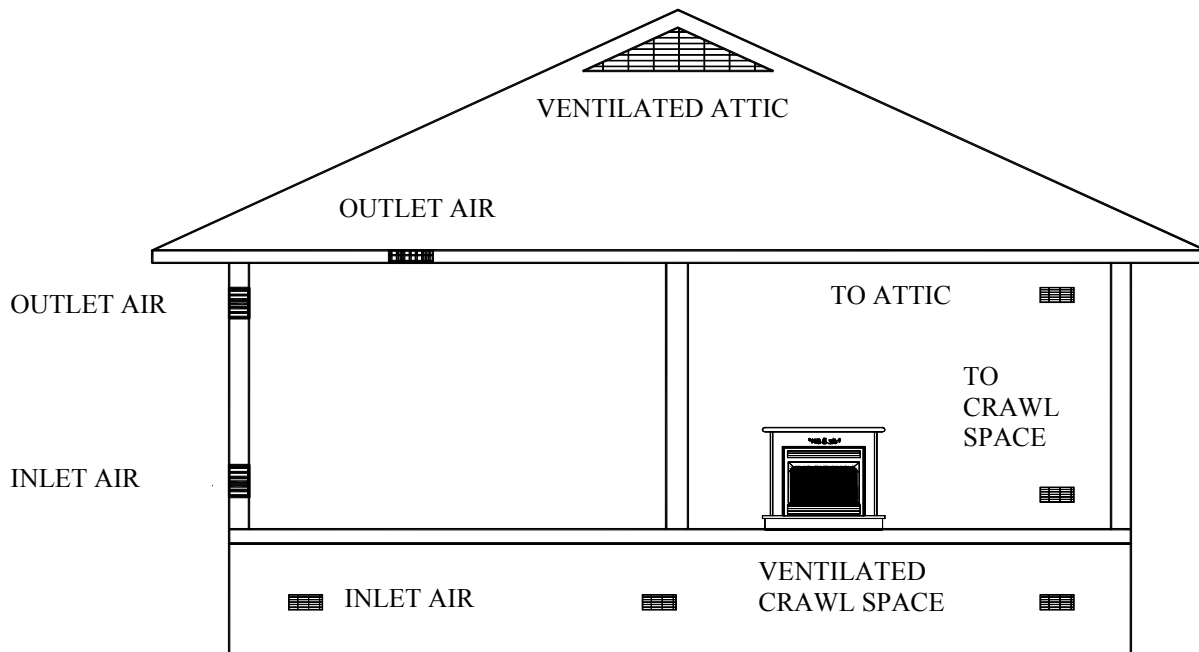 VENTILATED ATTIC
OUTLET AIR
OUTLET AIR
TO ATTIC
TO
CRAWL
SPACE
INLET AIR
INLET AIR
VENTILATED
CRAWL SPACE